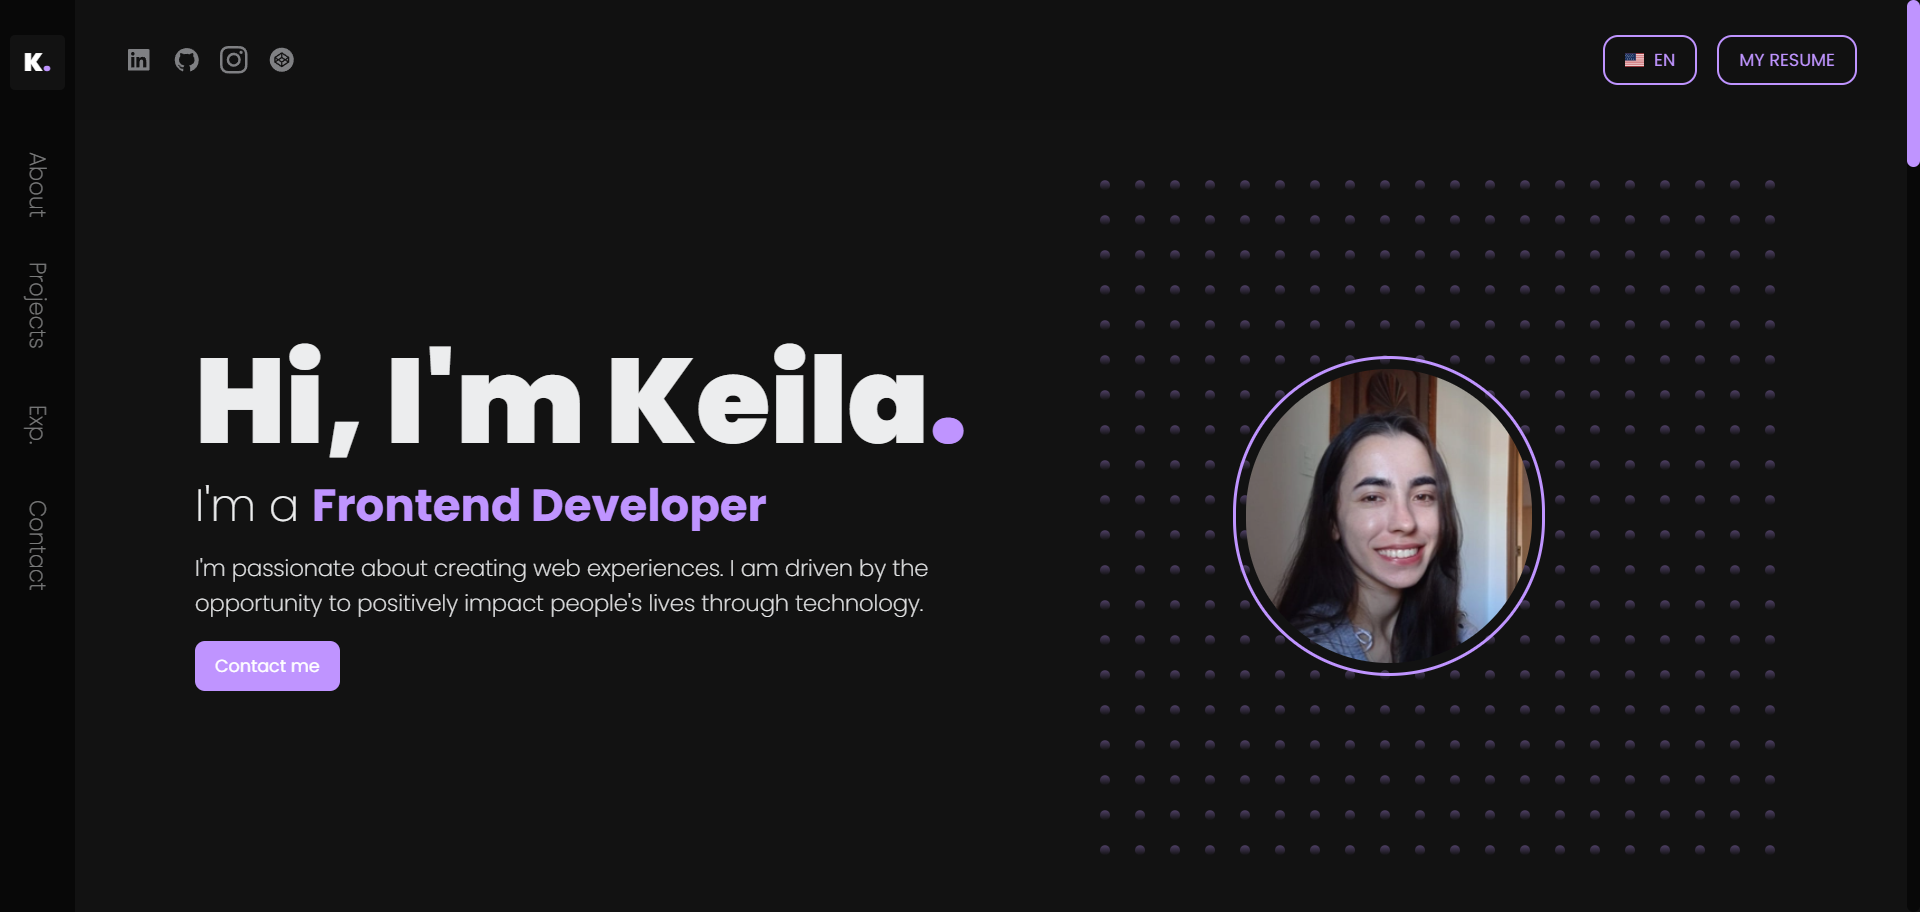 K.
EN
MY RESUME
About
Projects
Exp.
Contact
Hi, I'm Keila.
I'm a Frontend Developer
I'm passionate about creating web experiences. I am driven by the
opportunity to positively impact people's lives through technology.
Contact me